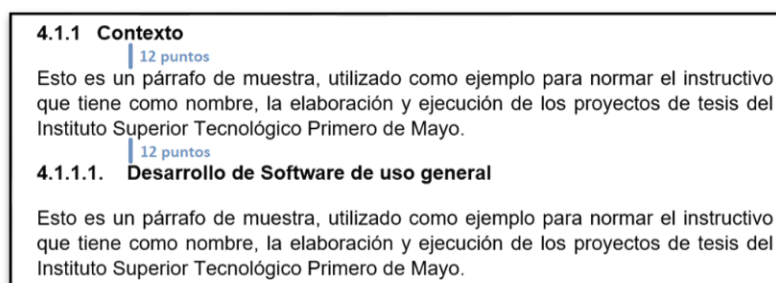 4.1.1 Contexto
12 puntos
Esto es un párrafo de muestra, utilizado como ejemplo para normar el instructivo
que tiene como nombre, la elaboración y ejecución de los proyectos de tesis del
Instituto Superior Tecnológico Primero de Mayo.
12 puntos
4.1.1.1. Desarrollo de Software de uso general
Esto es un párrafo de muestra, utilizado como ejemplo para normar el instructivo
que tiene como nombre, la elaboración y ejecución de los proyectos de tesis del
Instituto Superior Tecnológico Primero de Mayo.